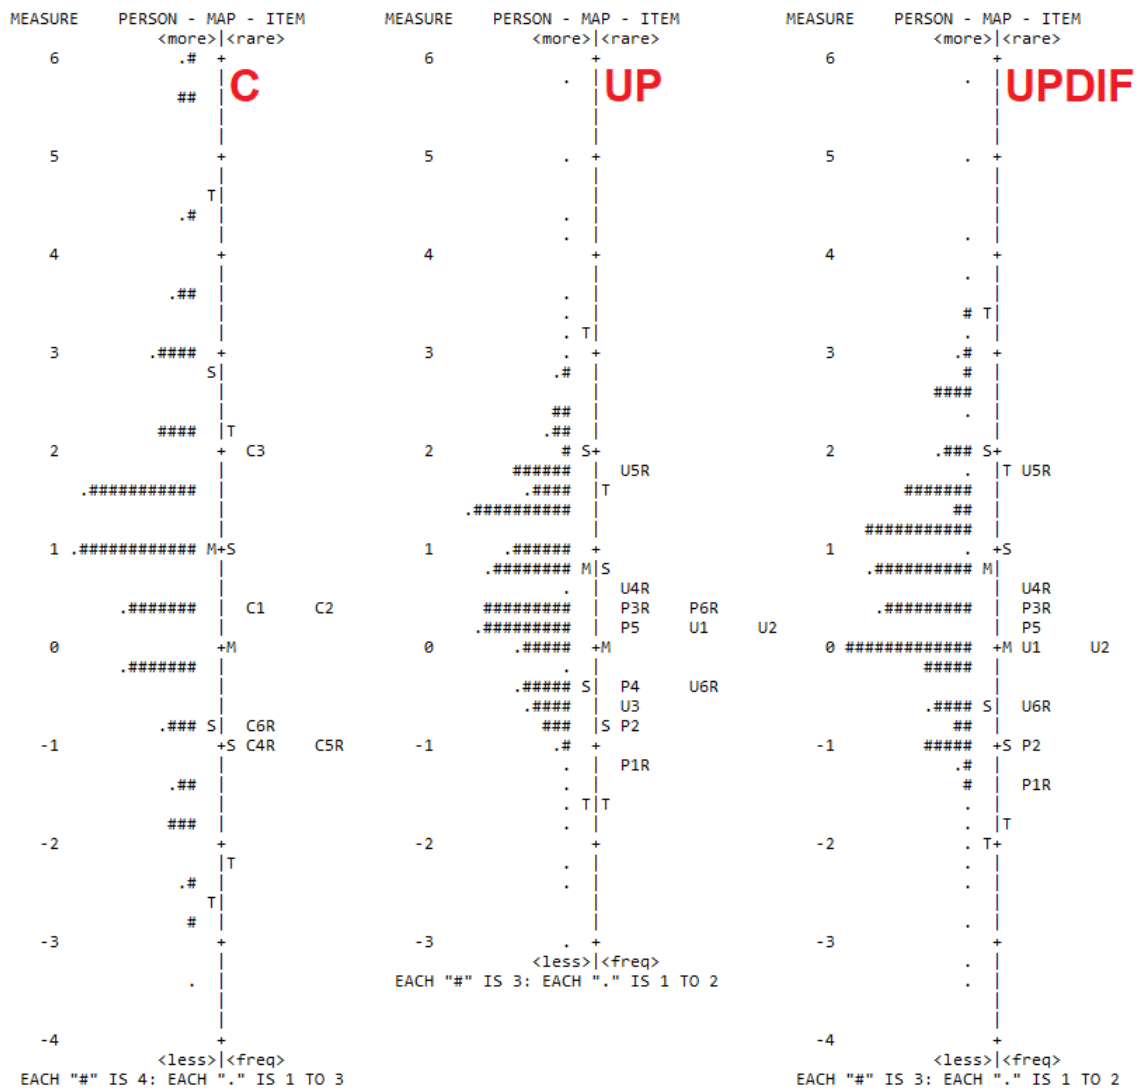 MEASURE PERSON - MAP - ITEM
<more>|<rare>
6 .# +
C
## |
5 +
T|
.# |
4 +
.## |
3 .#### +
S|
#### |T
2 + C3
.########### |
1 .############ M+S
.####### | C1 C2
0 +M
.####### |
.### S| C6R
-1 +S C4R C5R
.## |
### |
-2 +
|T
.# |
T|
# |
-3 +
. |
-4 +
<less>|<freq>
EACH "#" IS 4: EACH "." IS 1 TO 3
MEASURE PERSON - MAP - ITEM
<more>|<rare>
6 +
. |
UP
5 . +
. |
. |
4 +
. |
. |
. T|
3 . +
.# |
## |
.## |
2 # S+
###### | U5R
.#### |T
.########## |
1 .###### +
.######## M|S
. | U4R
######### | P3R P6R
.######### | P5 U1 U2
0 .##### +M
. |
.##### S| P4 U6R
.#### | U3
### |S P2
-1 .# +
. | P1R
. |
. T|T
. |
-2 +
. |
. |
-3 . +
<less>|<freq>
EACH "#" IS 3: EACH "." IS 1 TO 2
MEASURE PERSON - MAP - ITEM
<more>|<rare>
6 +
. |
UPDIF
5 . +
. |
4 +
. |
# T|
. |
3 .# +
# |
#### |
. |
2 .### S+
. |T U5R
####### |
## |
########### |
1 . +S
.########## M|
| U4R
.######### | P3R
| P5
0 ############# +M U1 U2
##### |
.#### S| U6R
## |
-1 ##### +S P2
.# |
# | P1R
. |
. |T
-2 . T+
. |
. |
. |
-3 +
. |
. |
-4 +
<less>|<freq>
EACH "#" IS 3: EACH "." IS 1 TO 2